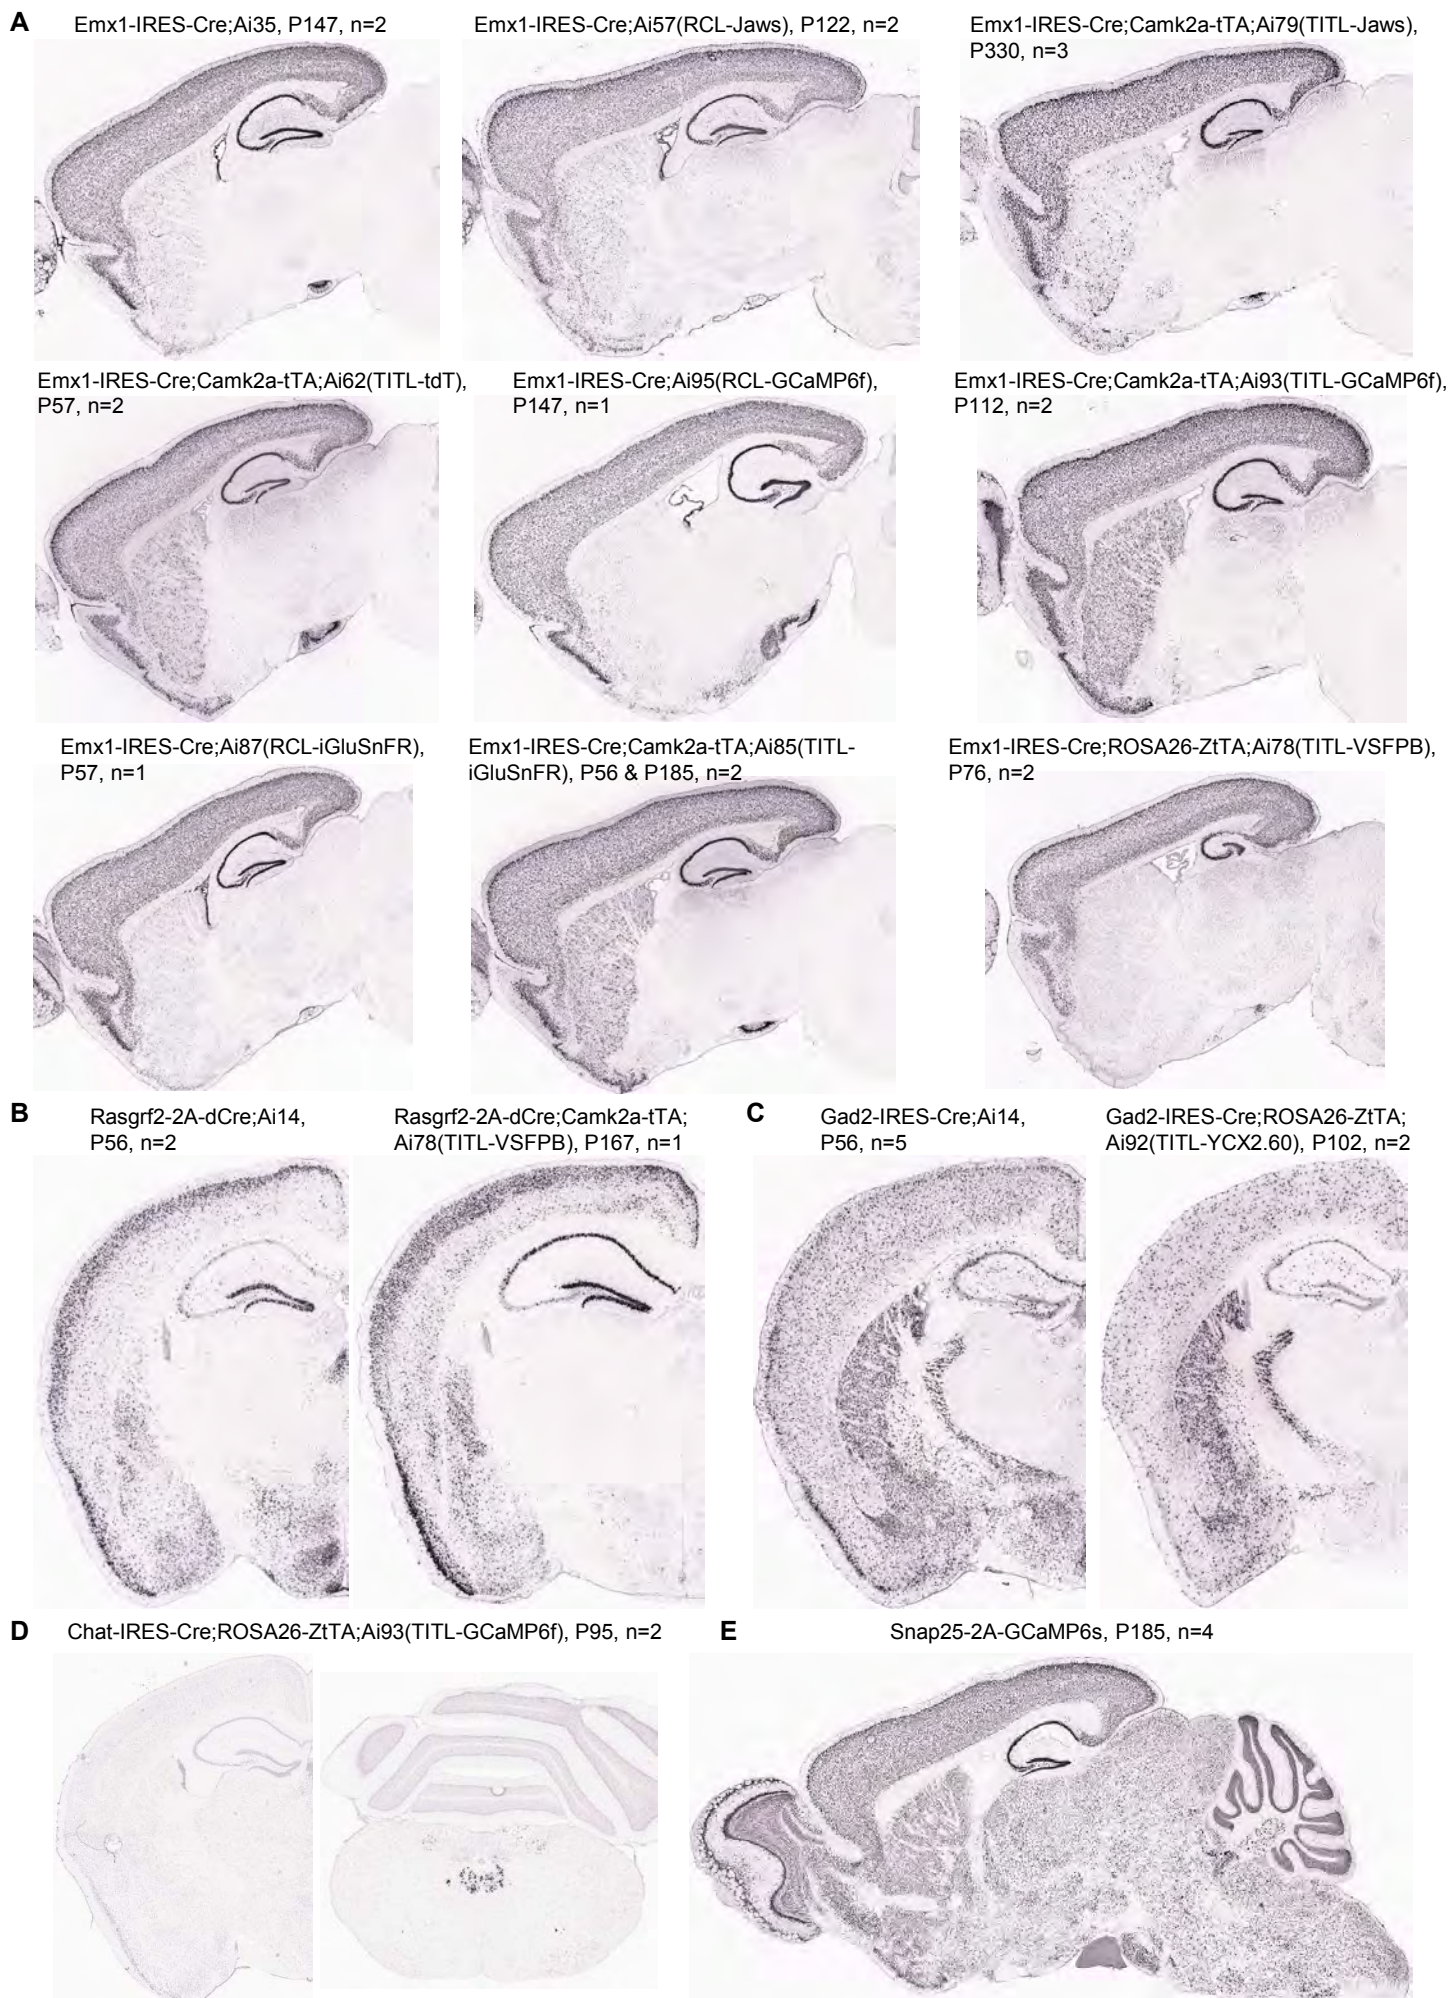 A
Emx1-IRES-Cre;Ai35, P147, n=2
Emx1-IRES-Cre;Ai57(RCL-Jaws), P122, n=2
Emx1-IRES-Cre;Camk2a-tTA;Ai79(TITL-Jaws),
P330, n=3
Emx1-IRES-Cre;Camk2a-tTA;Ai62(TITL-tdT),
P57, n=2
Emx1-IRES-Cre;Ai95(RCL-GCaMP6f),
P147, n=1
Emx1-IRES-Cre;Camk2a-tTA;Ai93(TITL-GCaMP6f),
P112, n=2
Emx1-IRES-Cre;Ai87(RCL-iGluSnFR),
P57, n=1
Emx1-IRES-Cre;Camk2a-tTA;Ai85(TITL-
iGluSnFR), P56 & P185, n=2
Emx1-IRES-Cre;ROSA26-ZtTA;Ai78(TITL-VSFPB),
P76, n=2
B
Rasgrf2-2A-dCre;Ai14,
P56, n=2
Rasgrf2-2A-dCre;Camk2a-tTA;
Ai78(TITL-VSFPB), P167, n=1
C
Gad2-IRES-Cre;Ai14,
P56, n=5
Gad2-IRES-Cre;ROSA26-ZtTA;
Ai92(TITL-YCX2.60), P102, n=2
D
Chat-IRES-Cre;ROSA26-ZtTA;Ai93(TITL-GCaMP6f), P95, n=2
E
Snap25-2A-GCaMP6s, P185, n=4